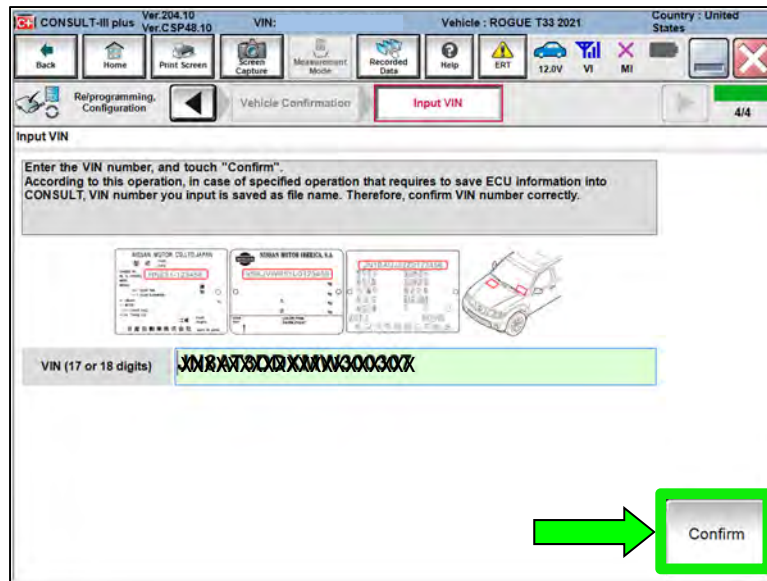 CONSULT-III plus Ver.204.10 Ver.CSP48.10 VIN: Vehicle : ROGUE T33 2021 Country : United States
Back Home Print Screen Screen Capture Measurement Mode Recorded Data Help ERT 12.0V VI MI
Re/programming, Configuration Vehicle Confirmation Input VIN 4/4
Input VIN
Enter the VIN number, and touch "Confirm".
According to this operation, in case of specified operation that requires to save ECU information into
CONSULT, VIN number you input is saved as file name. Therefore, confirm VIN number correctly.
VIN (17 or 18 digits)
Confirm